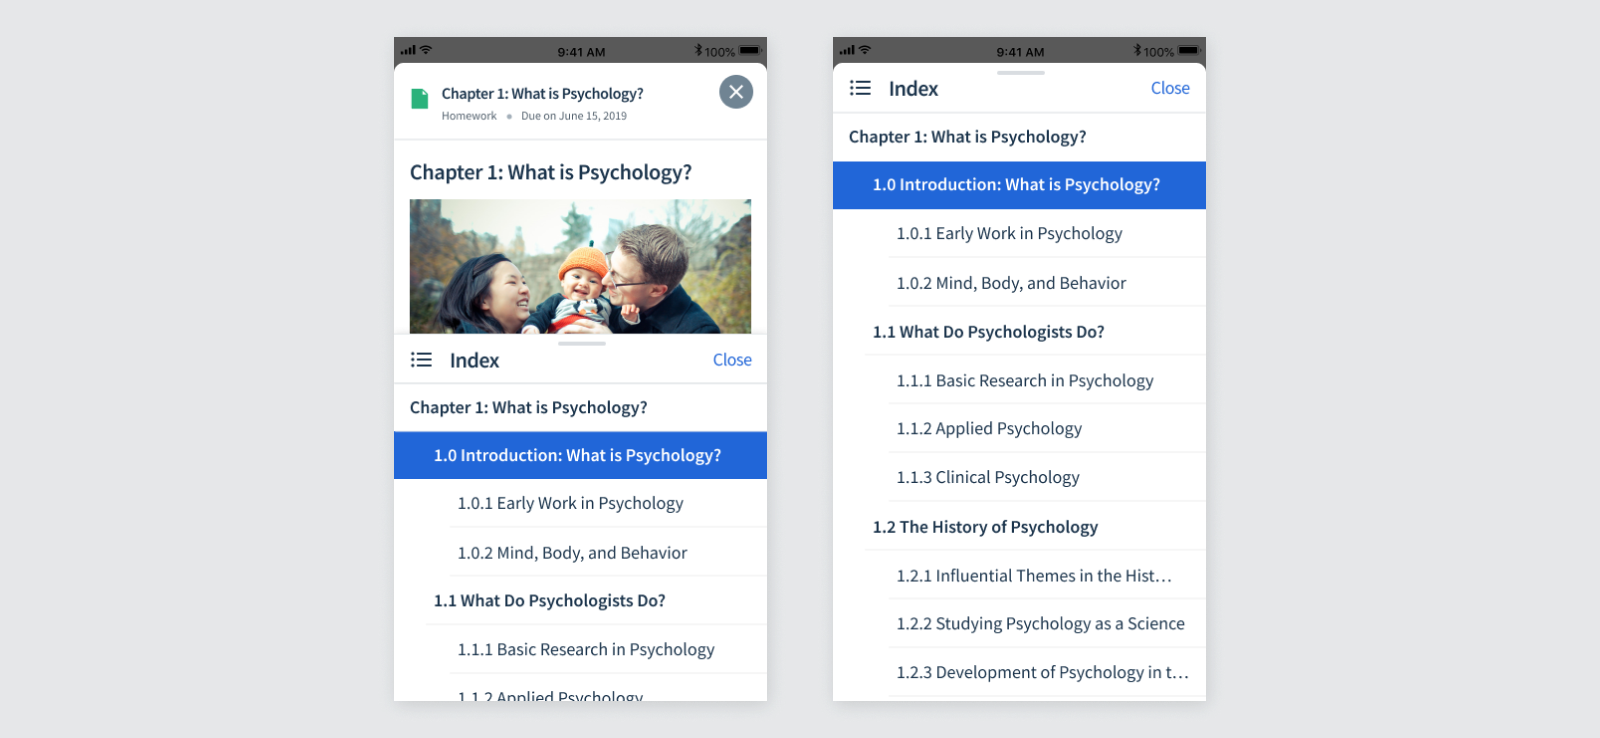 9:41 AM
100%
Chapter 1: What is Psychology?
Homework • Due on June 15, 2019
Chapter 1: What is Psychology?
Index
Close
Chapter 1: What is Psychology?
1.0 Introduction: What is Psychology?
1.0.1 Early Work in Psychology
1.0.2 Mind, Body, and Behavior
1.1 What Do Psychologists Do?
1.1.1 Basic Research in Psychology
1.1.2 Applied Psychology
9:41 AM
100%
Index
Close
Chapter 1: What is Psychology?
1.0 Introduction: What is Psychology?
1.0.1 Early Work in Psychology
1.0.2 Mind, Body, and Behavior
1.1 What Do Psychologists Do?
1.1.1 Basic Research in Psychology
1.1.2 Applied Psychology
1.1.3 Clinical Psychology
1.2 The History of Psychology
1.2.1 Influential Themes in the Hist…
1.2.2 Studying Psychology as a Science
1.2.3 Development of Psychology in t…